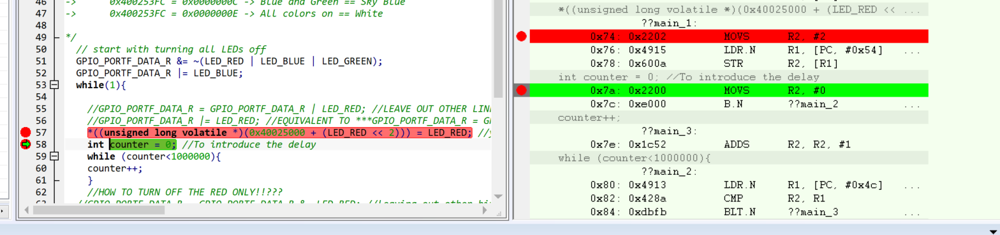 46 -> 0x400253FC = 0x0000000C -> Blue and Green == Sky Blue
47 -> 0x400253FC = 0x0000000E -> All colors on == White
48
49 */
50 // start with turning all LEDs off
51 GPIO_PORTF_DATA_R &= ~(LED_RED | LED_BLUE | LED_GREEN);
52 GPIO_PORTF_DATA_R |= LED_BLUE;
53 while(1){
54
55 //GPIO_PORTF_DATA_R = GPIO_PORTF_DATA_R | LED_RED; //LEAVE OUT OTHER LIN
56 //GPIO_PORTF_DATA_R |= LED_RED; //EQUIVALENT TO ***GPIO_PORTF_DATA_R = G
57 *((unsigned long volatile *)(0x40025000 + (LED_RED << 2))) = LED_RED; //
58 int counter = 0; //To introduce the delay
59 while (counter<1000000){
60 counter++;
61 }
62 //HOW TO TURN OFF THE RED ONLY!!???
63 //GPIO_PORTF_DATA_R = GPIO_PORTF_DATA_R & ~LED_RED; //Leaving out other bi
*((unsigned long volatile *)(0x40025000 + (LED_RED << ...
??main_1:
0x74: 0x2202 MOVS R2, #2
0x76: 0x4915 LDR.N R1, [PC, #0x54] ...
0x78: 0x600a STR R2, [R1]
int counter = 0; //To introduce the delay
0x7a: 0x2200 MOVS R2, #0
0x7c: 0xe000 B.N ??main_2 ...
counter++;
??main_3:
0x7e: 0x1c52 ADDS R2, R2, #1
while (counter<1000000){
??main_2:
0x80: 0x4913 LDR.N R1, [PC, #0x4c] ...
0x82: 0x428a CMP R2, R1
0x84: 0xdbfb BLT.N ??main_3 ...